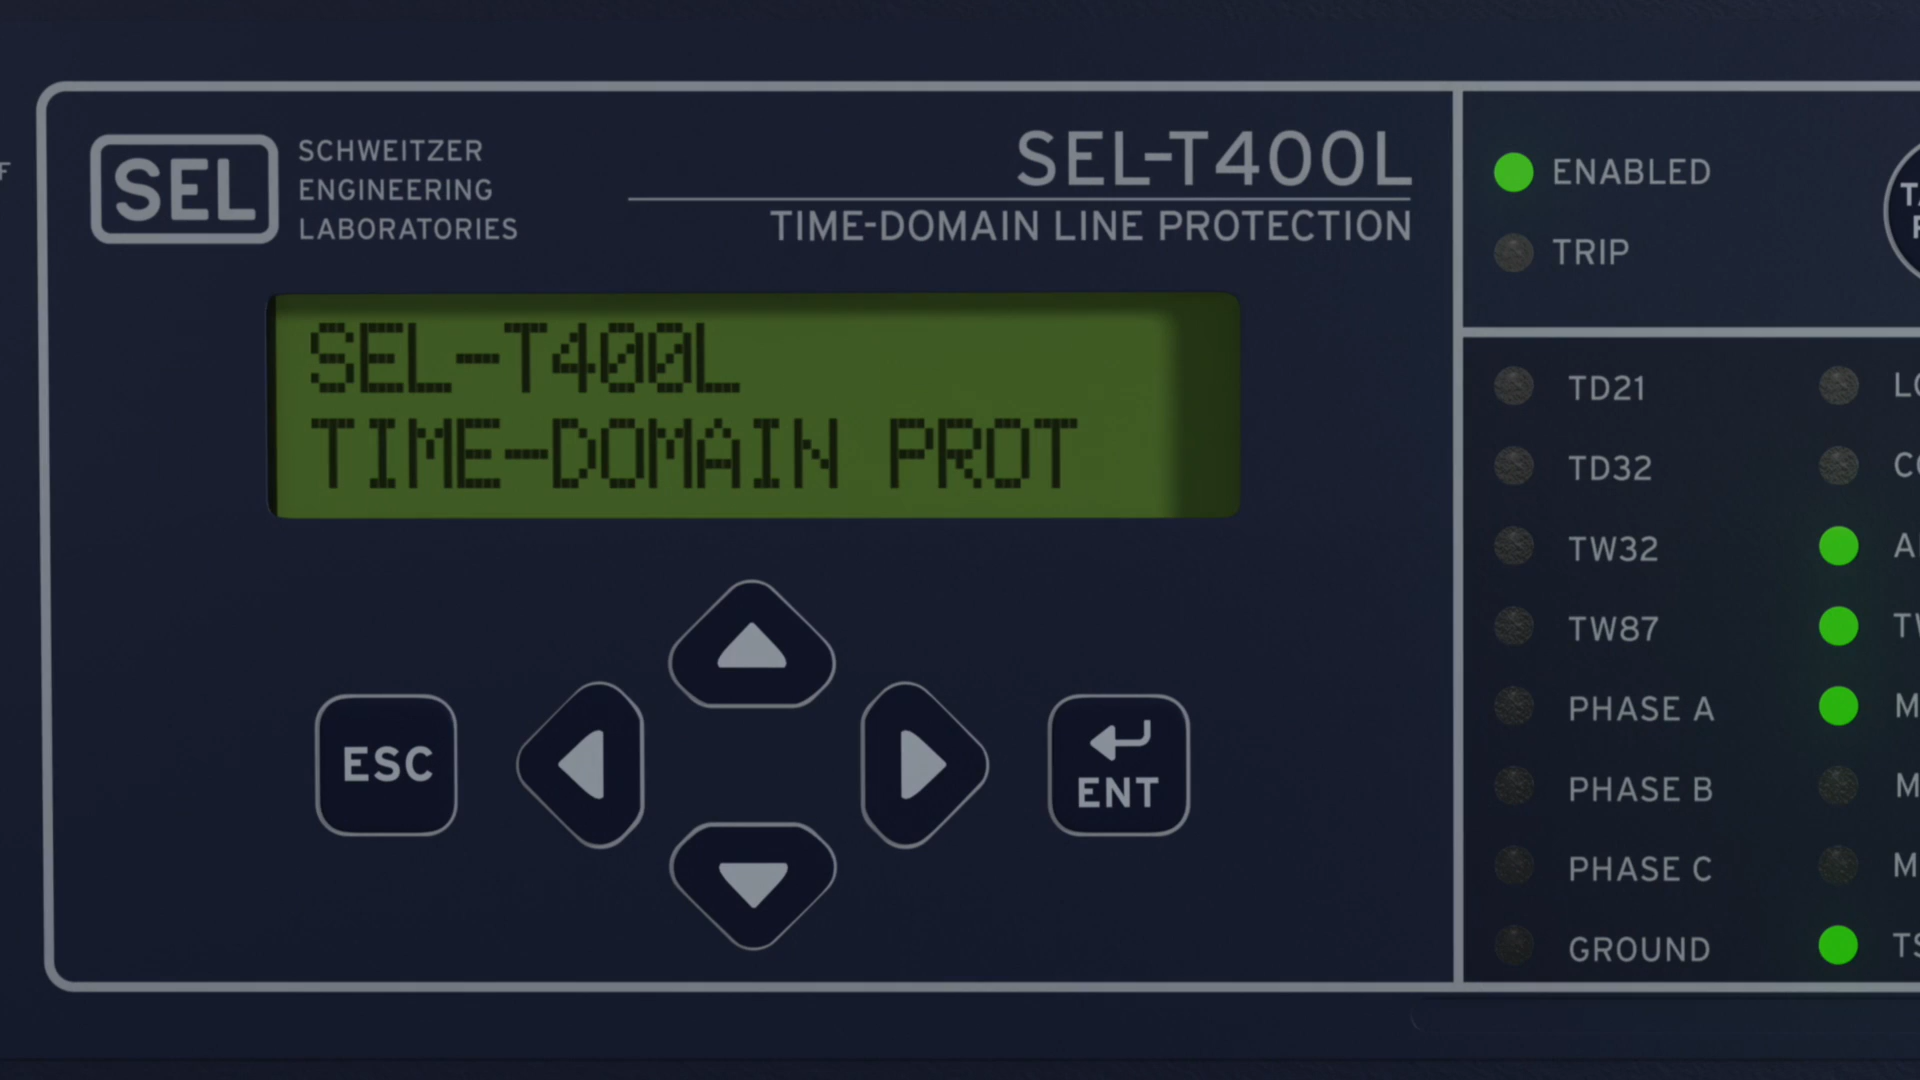 SEL
SCHWEITZER
ENGINEERING
LABORATORIES
SEL-T400L
TIME-DOMAIN LINE PROTECTION
SEL-T400L
TIME-DOMAIN PROT
ESC
ENT
ENABLED
TRIP
TD21
TD32
TW32
TW87
PHASE A
PHASE B
PHASE C
GROUND